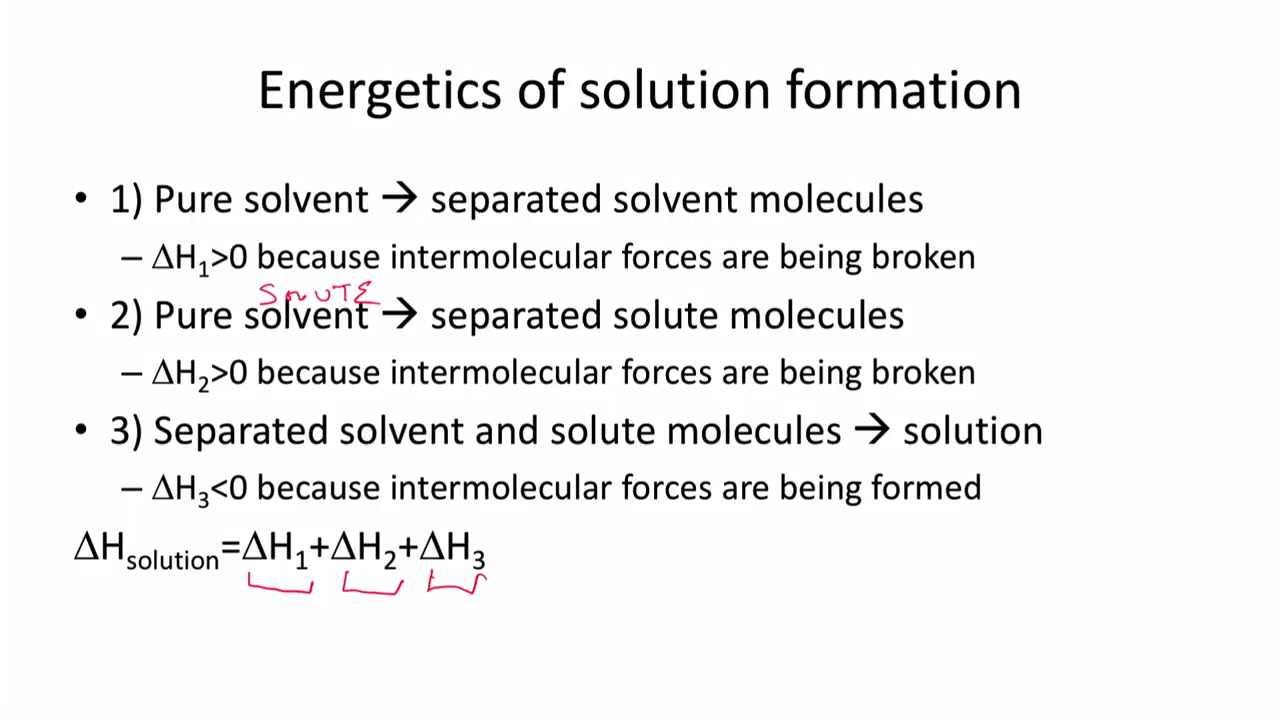 Energetics of solution formation
• 1) Pure solvent → separated solvent molecules
– ΔH₁>0 because intermolecular forces are being broken
SOLUTE
• 2) Pure solvent → separated solute molecules
– ΔH₂>0 because intermolecular forces are being broken
• 3) Separated solvent and solute molecules → solution
– ΔH₃<0 because intermolecular forces are being formed
ΔHsolution=ΔH₁+ΔH₂+ΔH₃